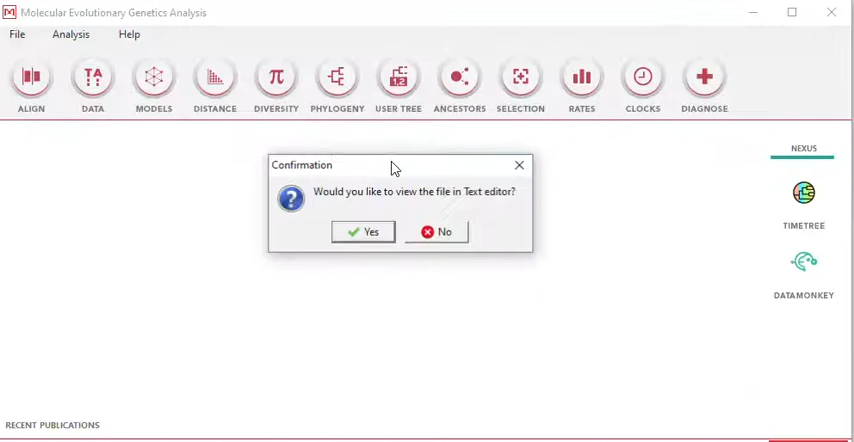 Molecular Evolutionary Genetics Analysis
File Analysis Help
TA
π
12
ALIGN DATA MODELS DISTANCE DIVERSITY PHYLOGENY USER TREE ANCESTORS SELECTION RATES CLOCKS DIAGNOSE
NEXUS
Confirmation
Would you like to view the file in Text editor?
Yes No
TIMETREE
DATAMONKEY
RECENT PUBLICATIONS